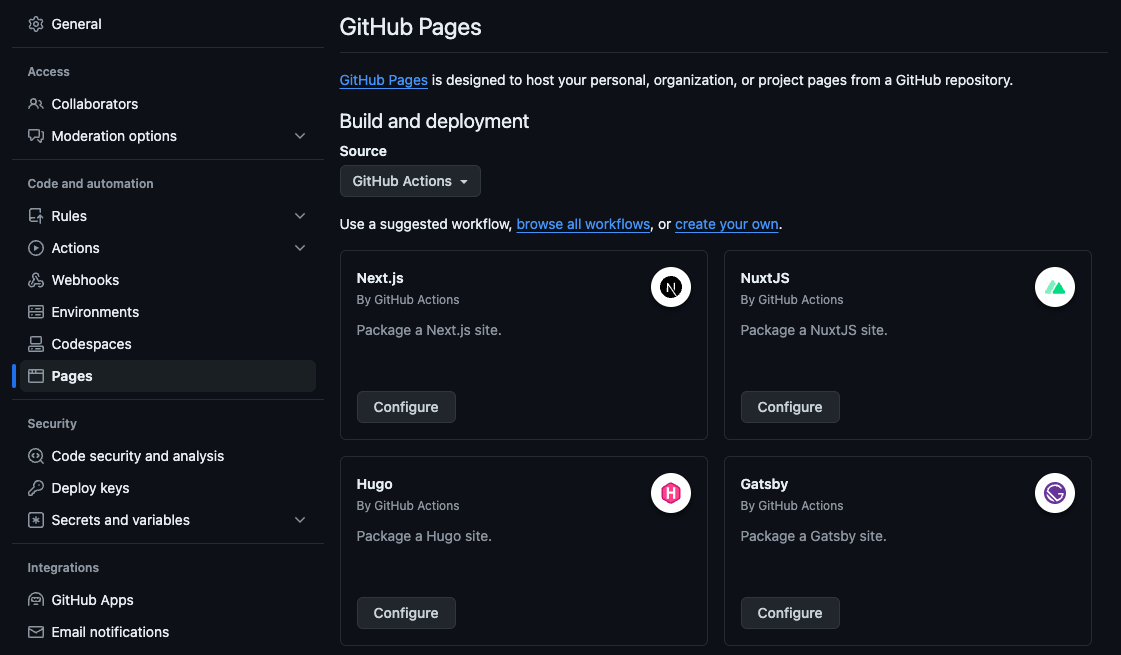 General
Access
Collaborators
Moderation options
Code and automation
Rules
Actions
Webhooks
Environments
Codespaces
Pages
Security
Code security and analysis
Deploy keys
Secrets and variables
Integrations
GitHub Apps
Email notifications
GitHub Pages
GitHub Pages is designed to host your personal, organization, or project pages from a GitHub repository.
Build and deployment
Source
GitHub Actions
Use a suggested workflow, browse all workflows, or create your own.
Next.js
By GitHub Actions
Package a Next.js site.
Configure
N
NuxtJS
By GitHub Actions
Package a NuxtJS site.
Configure
Hugo
By GitHub Actions
Package a Hugo site.
Configure
H
Gatsby
By GitHub Actions
Package a Gatsby site.
Configure